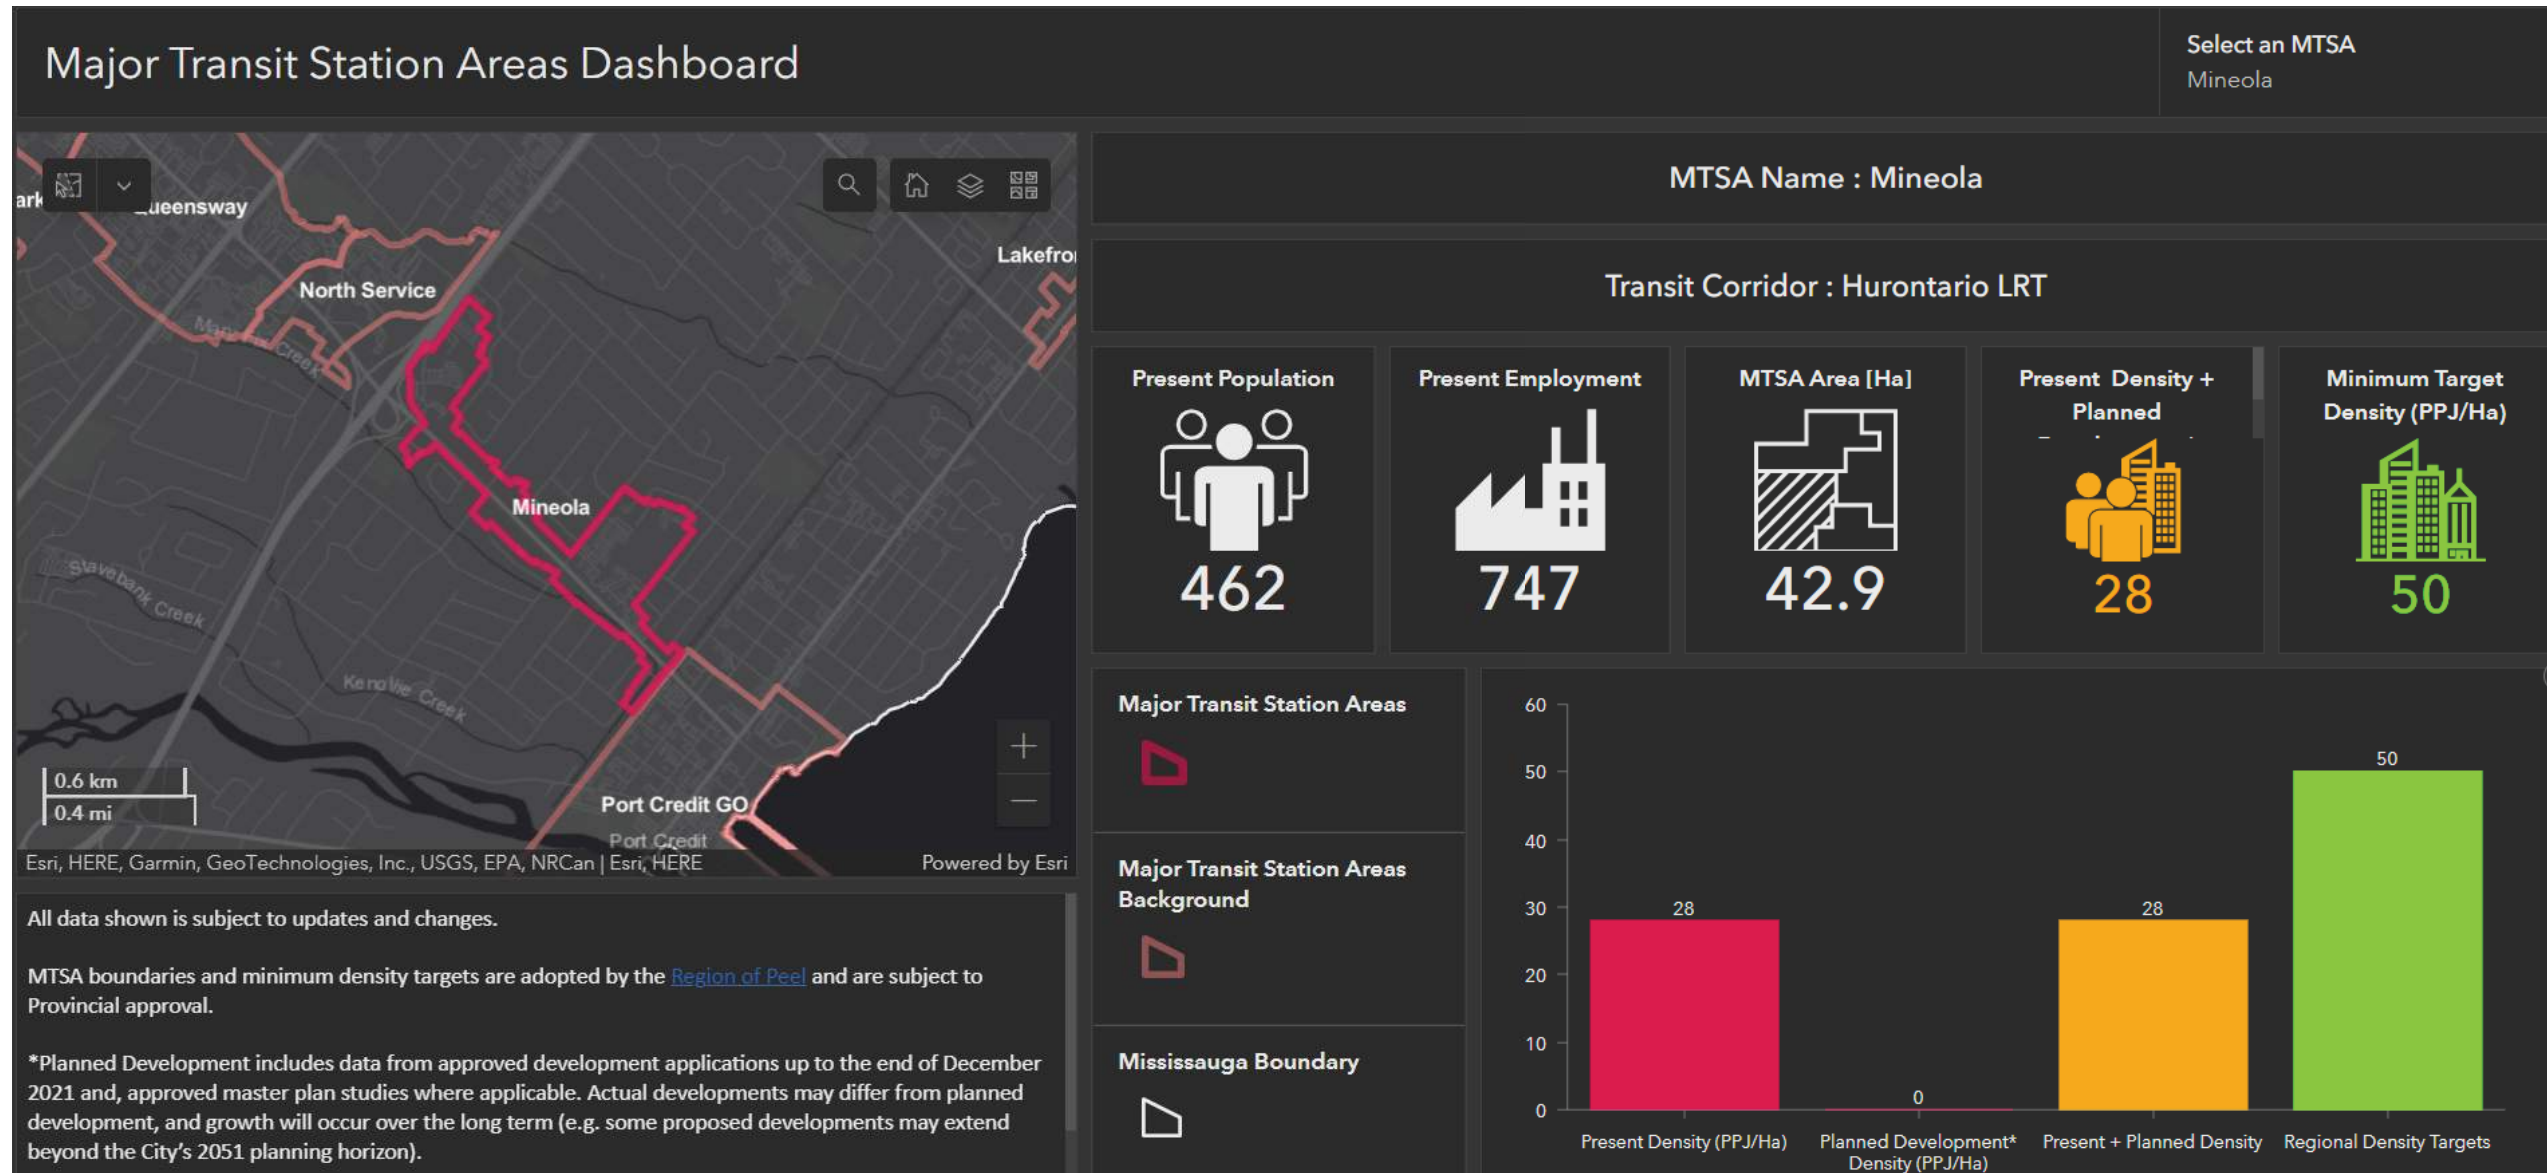 Major Transit Station Areas Dashboard
Select an MTSA
Mineola
ark
ueensway
North Service
Mary Fix Creek
Lakefro
Mineola
Stavebank Creek
Kenollie Creek
0.6 km
0.4 mi
Port Credit GO
Port Credit
Esri, HERE, Garmin, GeoTechnologies, Inc., USGS, EPA, NRCan | Esri, HERE
Powered by Esri
All data shown is subject to updates and changes.
MTSA boundaries and minimum density targets are adopted by the Region of Peel and are subject to
Provincial approval.
*Planned Development includes data from approved development applications up to the end of December
2021 and, approved master plan studies where applicable. Actual developments may differ from planned
development, and growth will occur over the long term (e.g. some proposed developments may extend
beyond the City's 2051 planning horizon).
MTSA Name : Mineola
Transit Corridor : Hurontario LRT
Present Population
462
Present Employment
747
MTSA Area [Ha]
42.9
Present Density +
Planned
28
Minimum Target
Density (PPJ/Ha)
50
Major Transit Station Areas
Major Transit Station Areas
Background
Mississauga Boundary
60
50
40
30
20
10
0
28
0
28
50
Present Density (PPJ/Ha)
Planned Development*
Density (PPJ/Ha)
Present + Planned Density
Regional Density Targets